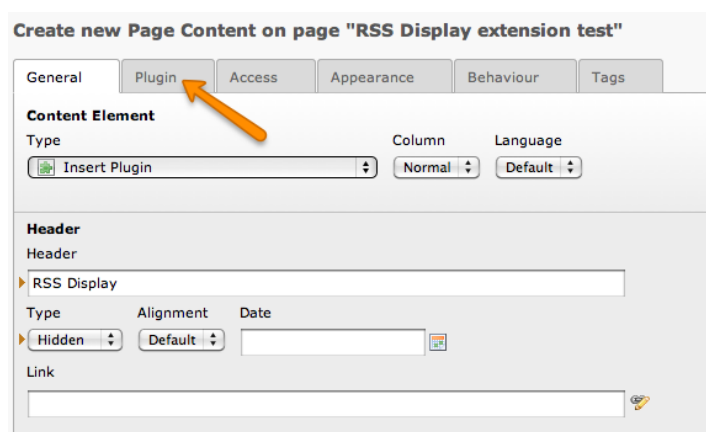 Create new Page Content on page "RSS Display extension test"
General Plugin Access Appearance Behaviour Tags
Content Element
Type Column Language
Insert Plugin Normal Default
Header
Header
RSS Display
Type Alignment Date
Hidden Default
Link